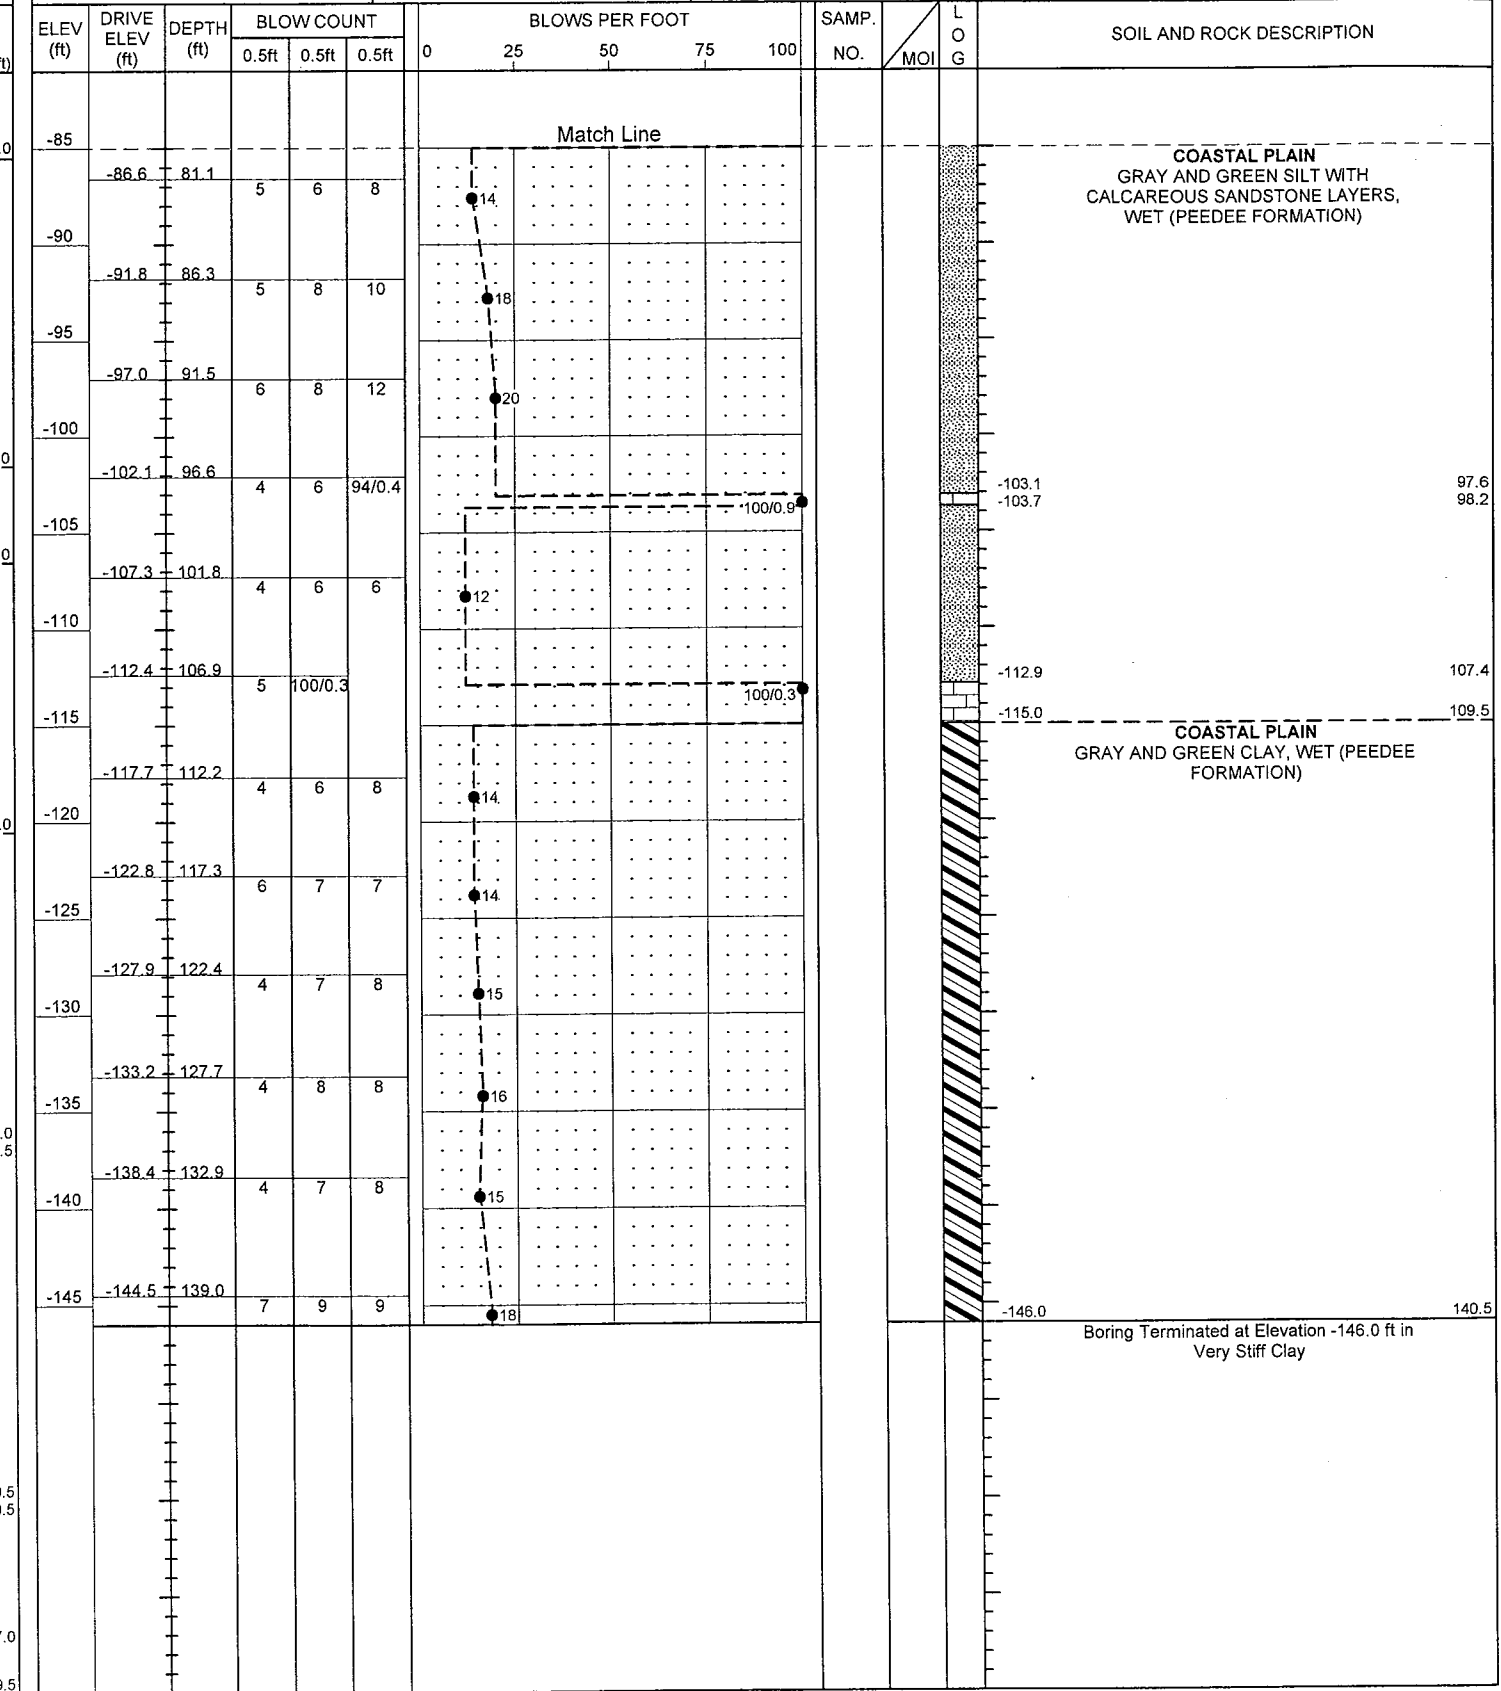 ELEV (ft) DRIVE ELEV (ft) DEPTH (ft) BLOW COUNT BLOWS PER FOOT SAMP. NO. MOI LOG SOIL AND ROCK DESCRIPTION
0.5ft 0.5ft 0.5ft 0 25 50 75 100
Match Line
-85
COASTAL PLAIN
-86.6 81.1 5 6 8 14
GRAY AND GREEN SILT WITH
CALCAREOUS SANDSTONE LAYERS,
WET (PEEDEE FORMATION)
-90
-91.8 86.3 5 8 10 18
-95
-97.0 91.5 6 8 12 20
-100
-102.1 96.6 4 6 94/0.4 100/0.9
-103.1 97.6
-103.7 98.2
-105
-107.3 101.8 4 6 6 12
-110
-112.4 106.9 5 100/0.3 100/0.3
-112.9 107.4
-115
-115.0 109.5
COASTAL PLAIN
GRAY AND GREEN CLAY, WET (PEEDEE
FORMATION)
-117.7 112.2 4 6 8 14
-120
-122.8 117.3 6 7 7 14
-125
-127.9 122.4 4 7 8 15
-130
-133.2 127.7 4 8 8 16
-135
-138.4 132.9 4 7 8 15
-140
-144.5 139.0 7 9 9 18
-145
-146.0 140.5
Boring Terminated at Elevation -146.0 ft in
Very Stiff Clay